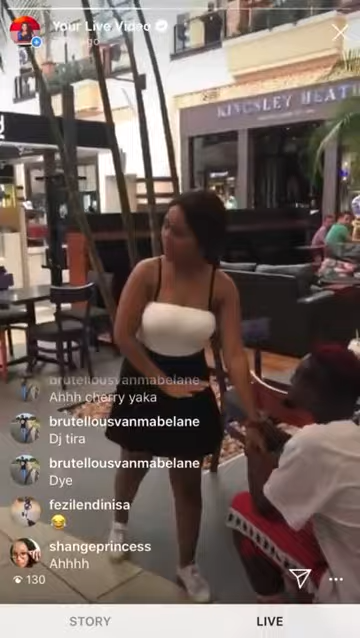 Your Live Video
ago
KINGSLEY HEATH
brutellousvanmabelane
Ahhh cherry yaka
brutellousvanmabelane
Dj tira
brutellousvanmabelane
Dye
fezilendinisa
😂
shangeprincess
Ahhhh
130
STORY
LIVE